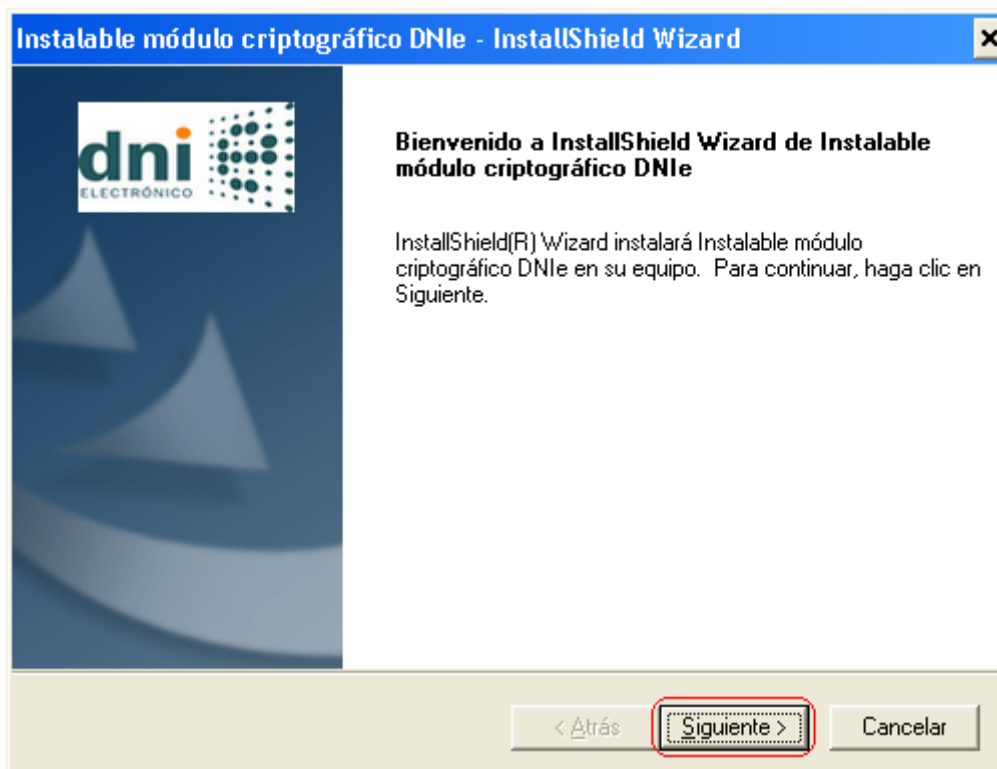 Instalable módulo criptográfico DNIe - InstallShield Wizard
dni
ELECTRÓNICO
Bienvenido a InstallShield Wizard de Instalable
módulo criptográfico DNIe
InstallShield(R) Wizard instalará Instalable módulo
criptográfico DNIe en su equipo.  Para continuar, haga clic en
Siguiente.
< Atrás
Siguiente >
Cancelar